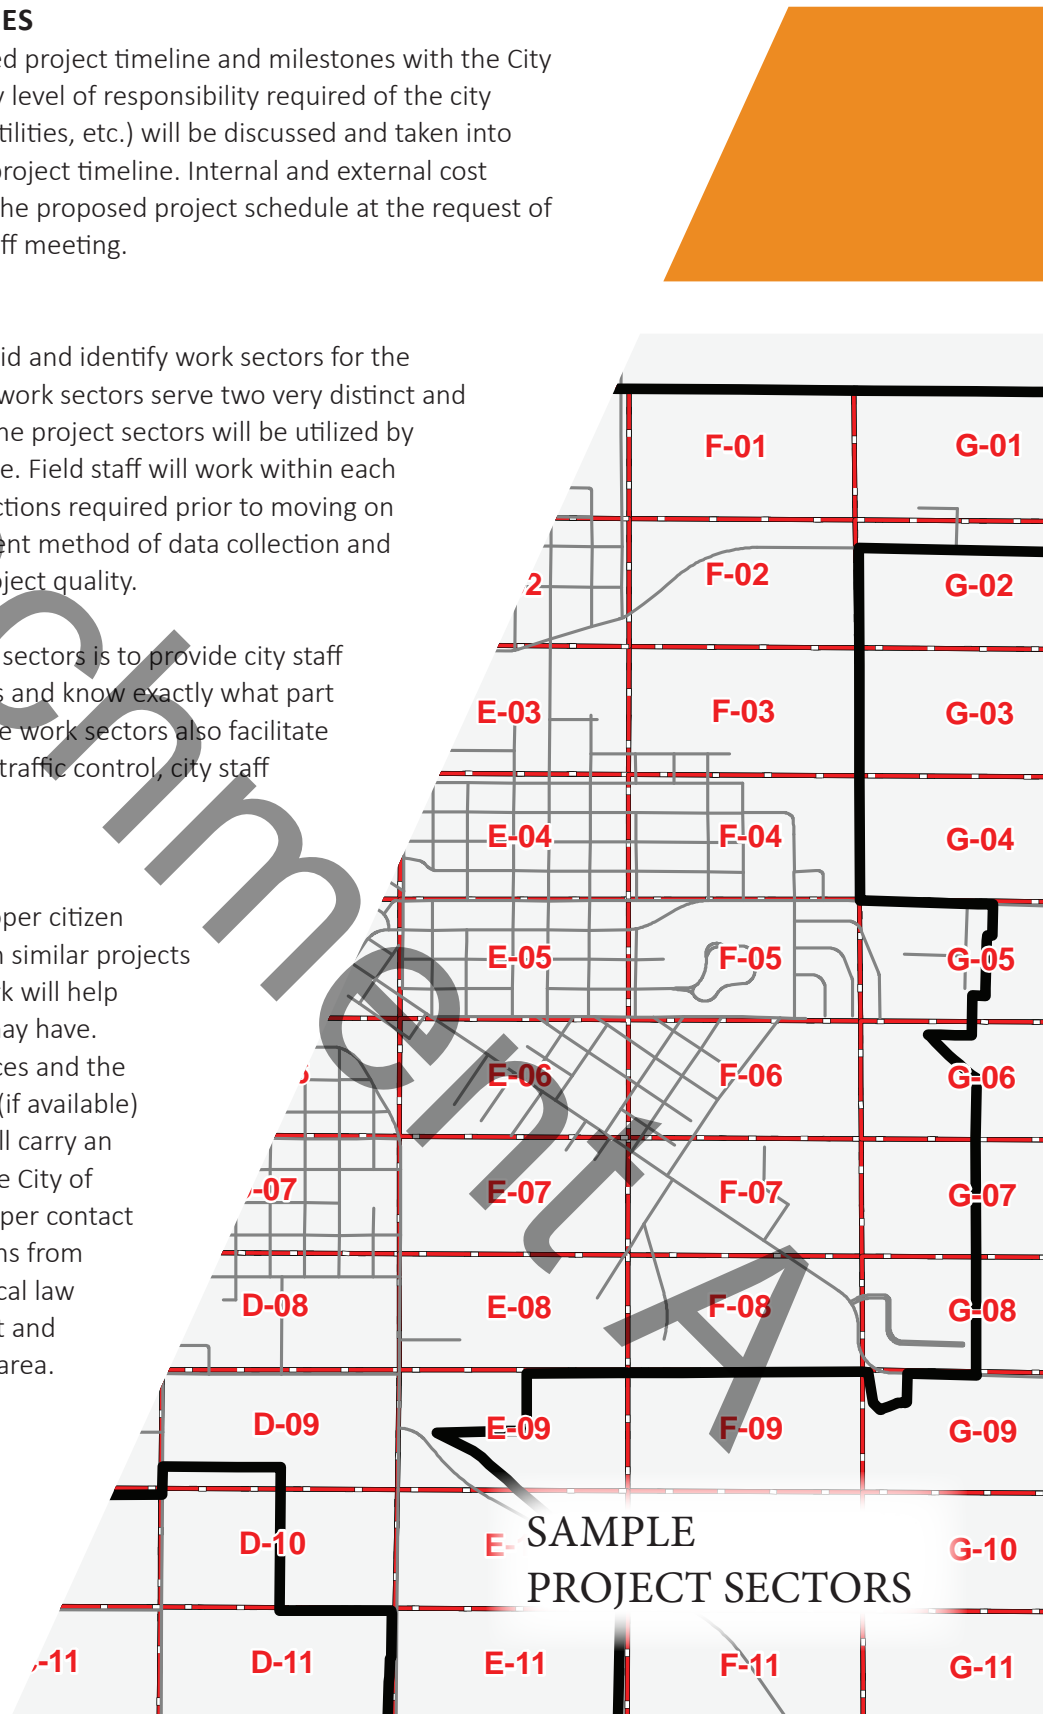 ES
ed project timeline and milestones with the City
y level of responsibility required of the city
tilities, etc.) will be discussed and taken into
project timeline. Internal and external cost
he proposed project schedule at the request of
ff meeting.
id and identify work sectors for the
work sectors serve two very distinct and
he project sectors will be utilized by
e. Field staff will work within each
ctions required prior to moving on
ent method of data collection and
oject quality.
sectors is to provide city staff
s and know exactly what part
e work sectors also facilitate
traffic control, city staff
oper citizen
n similar projects
rk will help
nay have.
ces and the
(if available)
ll carry an
e City of
per contact
ns from
cal law
t and
area.
F-01
G-01
2
F-02
G-02
E-03
F-03
G-03
E-04
F-04
G-04
E-05
F-05
G-05
E-06
F-06
G-06
-07
E-07
F-07
G-07
D-08
E-08
F-08
G-08
D-09
E-09
F-09
G-09
D-10
E-
G-10
-11
D-11
E-11
F-11
G-11
SAMPLE
PROJECT SECTORS
chment A